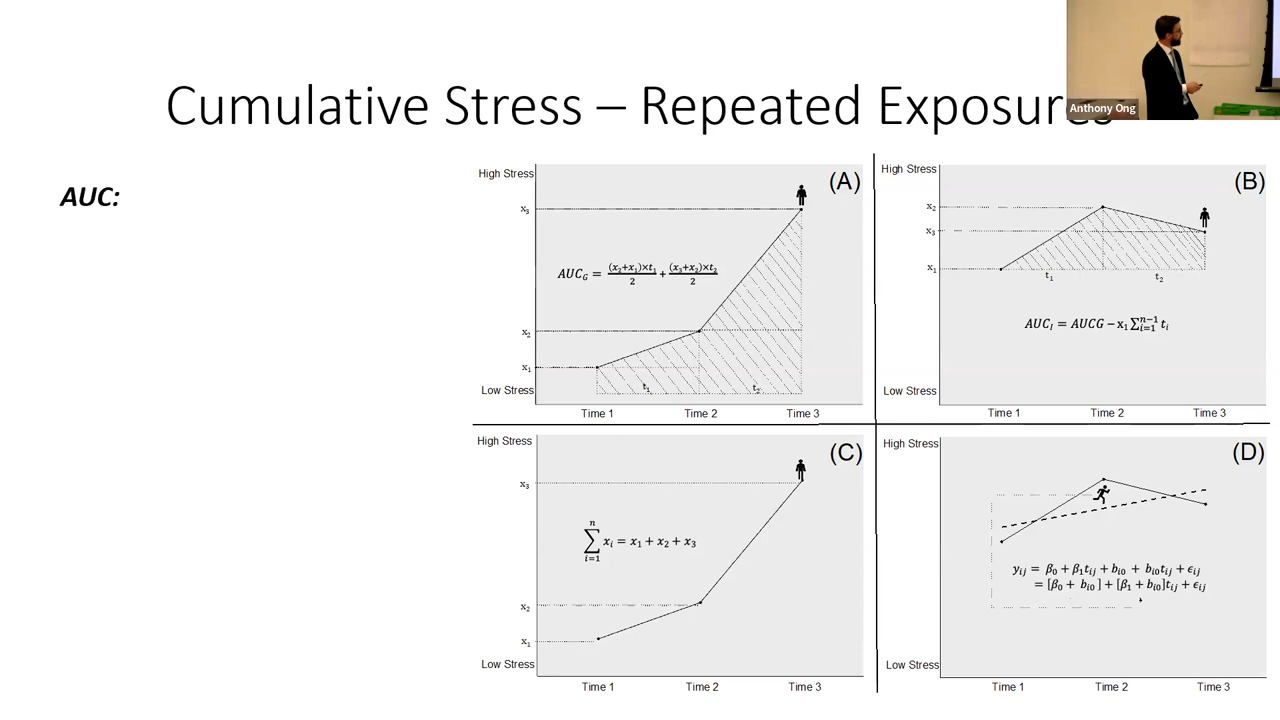 Cumulative Stress – Repeated Exposures
Anthony Ong
AUC:
(A)
High Stress
x₃
AUC_G = (x₂+x₁)×t₁/2 + (x₃+x₂)×t₂/2
x₂
x₁
t₁ t₂
Low Stress
Time 1 Time 2 Time 3
(B)
High Stress
x₂
x₃
x₁
t₁ t₂
AUC_I = AUCG − x₁ ∑_{i=1}^{n−1} t_i
Low Stress
Time 1 Time 2 Time 3
(C)
High Stress
x₃
∑_{i=1}^{n} x_i = x₁ + x₂ + x₃
x₂
x₁
Low Stress
Time 1 Time 2 Time 3
(D)
High Stress
y_ij = β₀ + β₁t_ij + b_i0 + b_i0t_ij + ϵ_ij
= [β₀ + b_i0] + [β₁ + b_i0]t_ij + ϵ_ij
Low Stress
Time 1 Time 2 Time 3